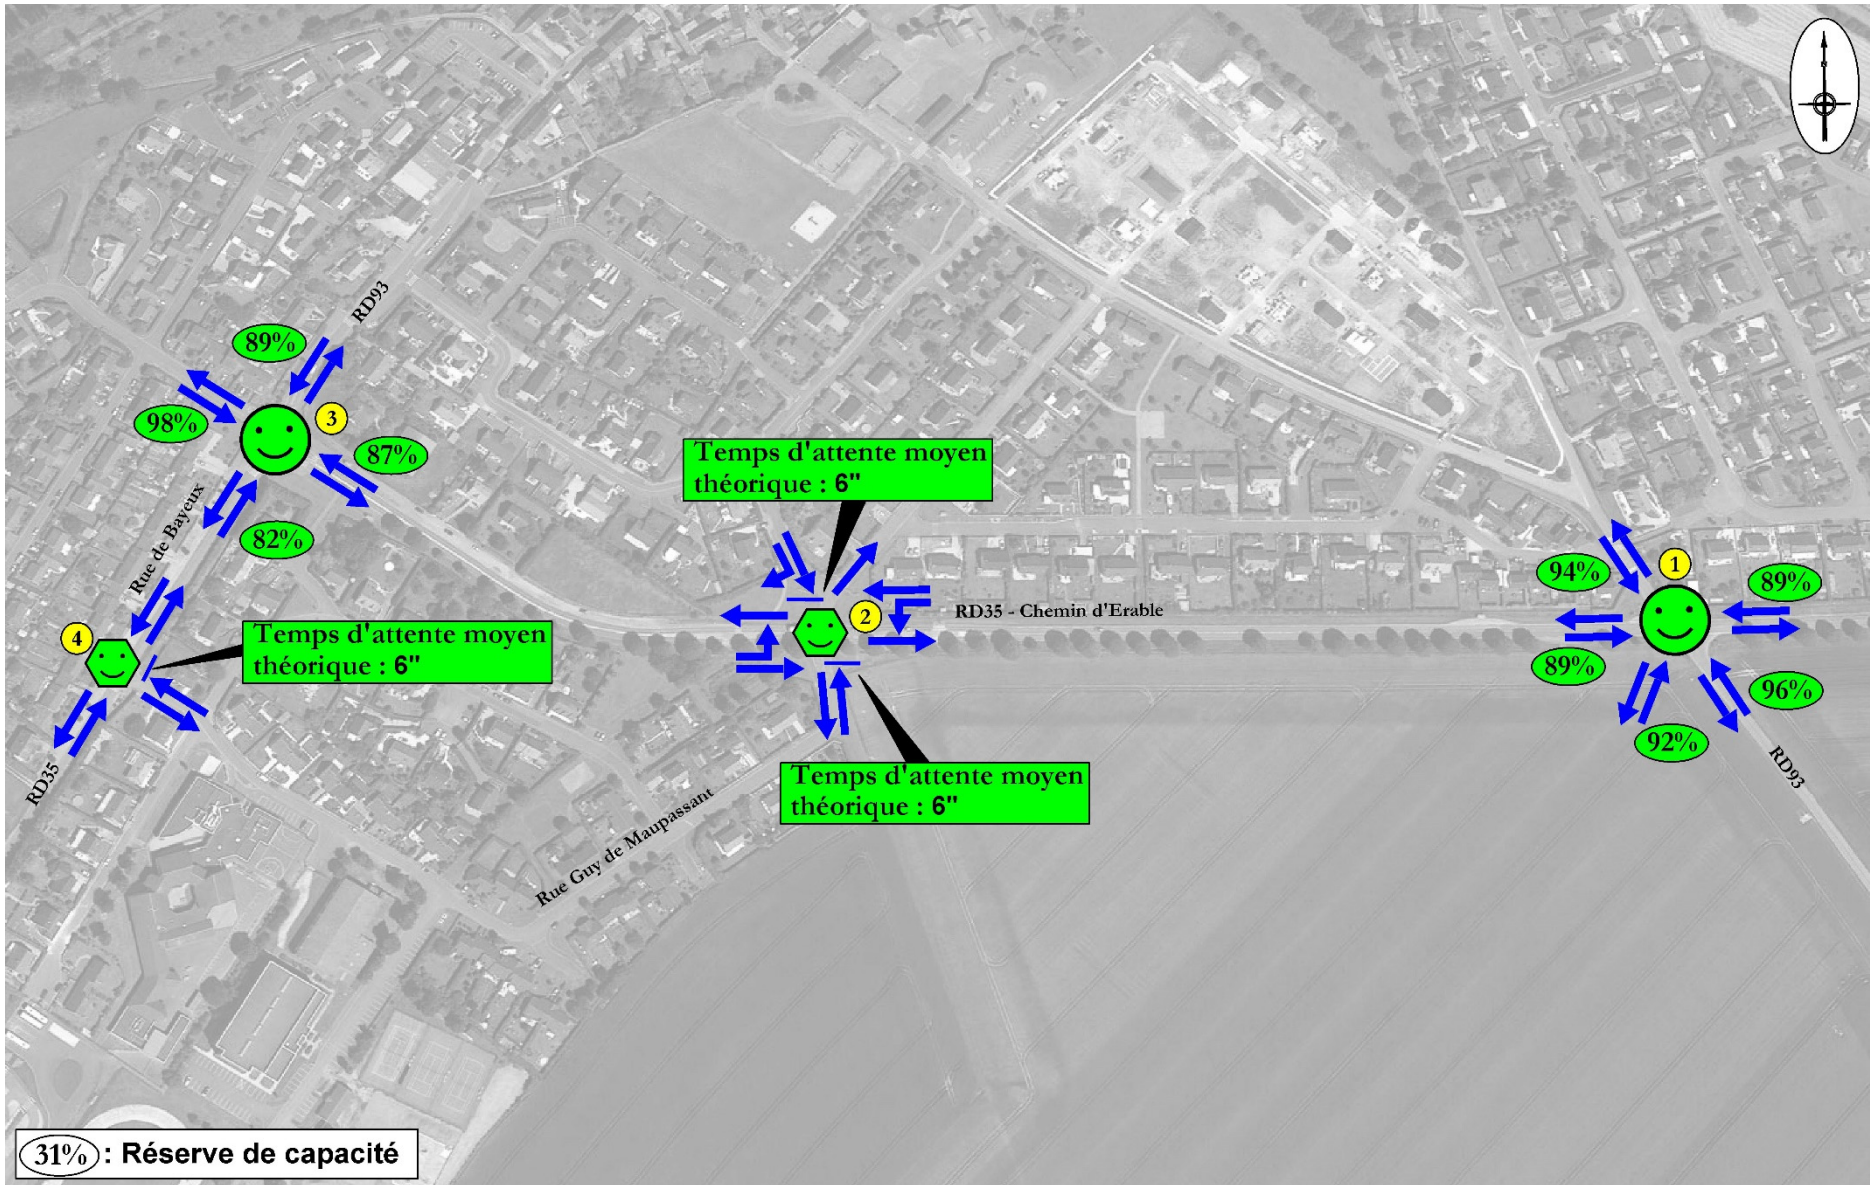 N
RD93
89%
3
98%
87%
82%
Rue de Bayeux
Temps d'attente moyen
théorique : 6"
4
Temps d'attente moyen
théorique : 6"
RD35
2
RD35 - Chemin d'Erable
Temps d'attente moyen
théorique : 6"
Rue Guy de Maupassant
1
94%
89%
89%
96%
92%
RD93
31% : Réserve de capacité